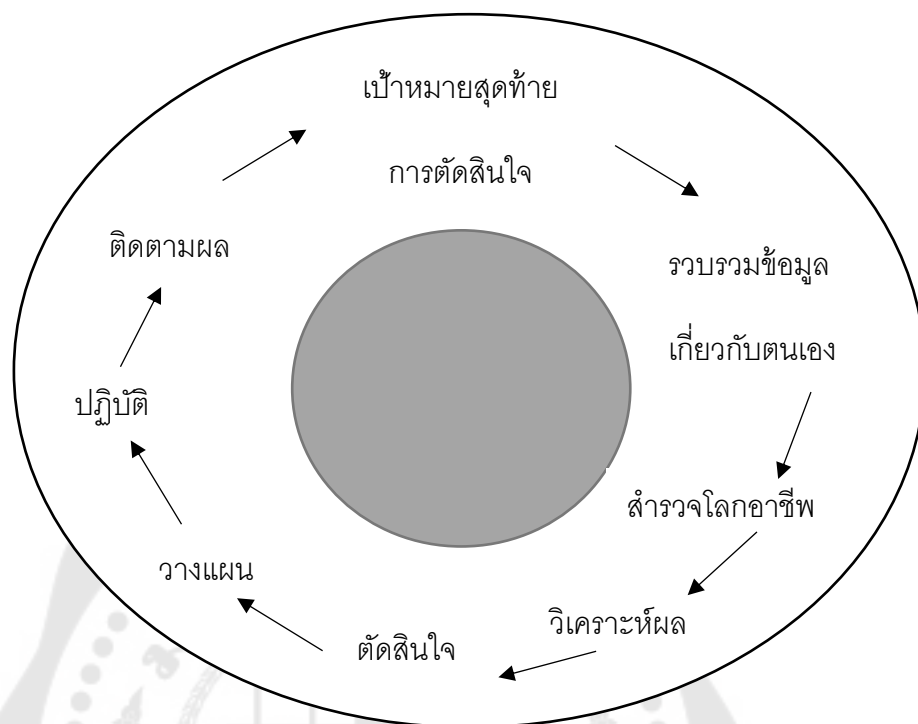 เป้าหมายสุดท้าย
การตัดสินใจ
รวบรวมข้อมูล
เกี่ยวกับตนเอง
สำรวจโลกอาชีพ
วิเคราะห์ผล
ตัดสินใจ
วางแผน
ปฏิบัติ
ติดตามผล